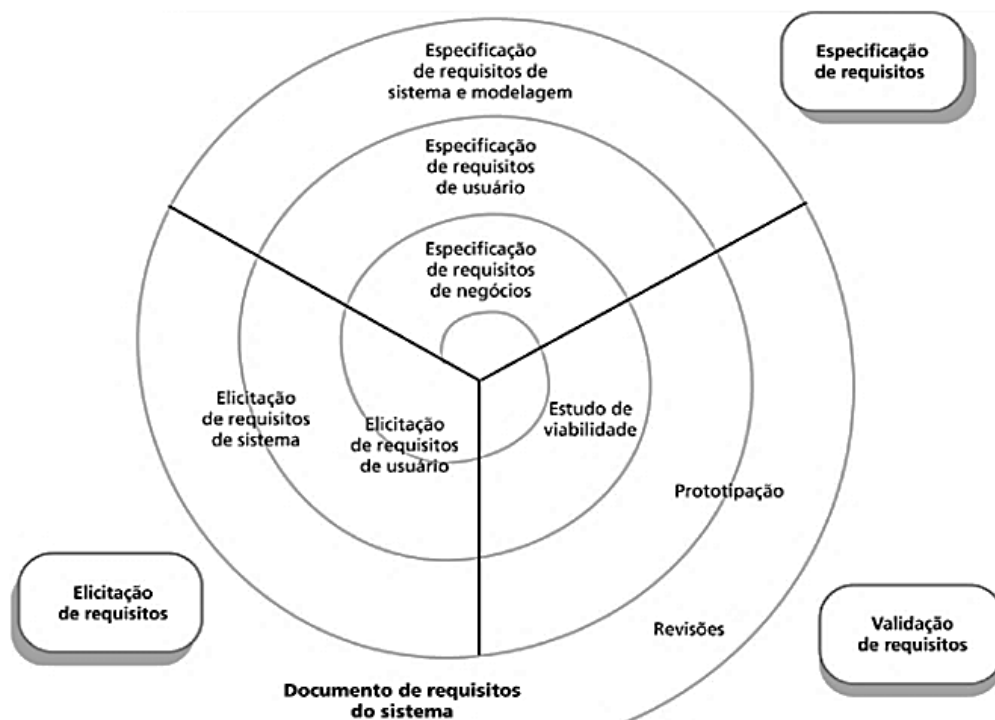 Especificação
de requisitos de
sistema e modelagem
Especificação
de requisitos
Especificação
de requisitos
de usuário
Especificação
de requisitos
de negócios
Elicitação
de requisitos
de sistema
Elicitação
de requisitos
de usuário
Estudo de
viabilidade
Prototipação
Elicitação
de requisitos
Revisões
Validação
de requisitos
Documento de requisitos
do sistema